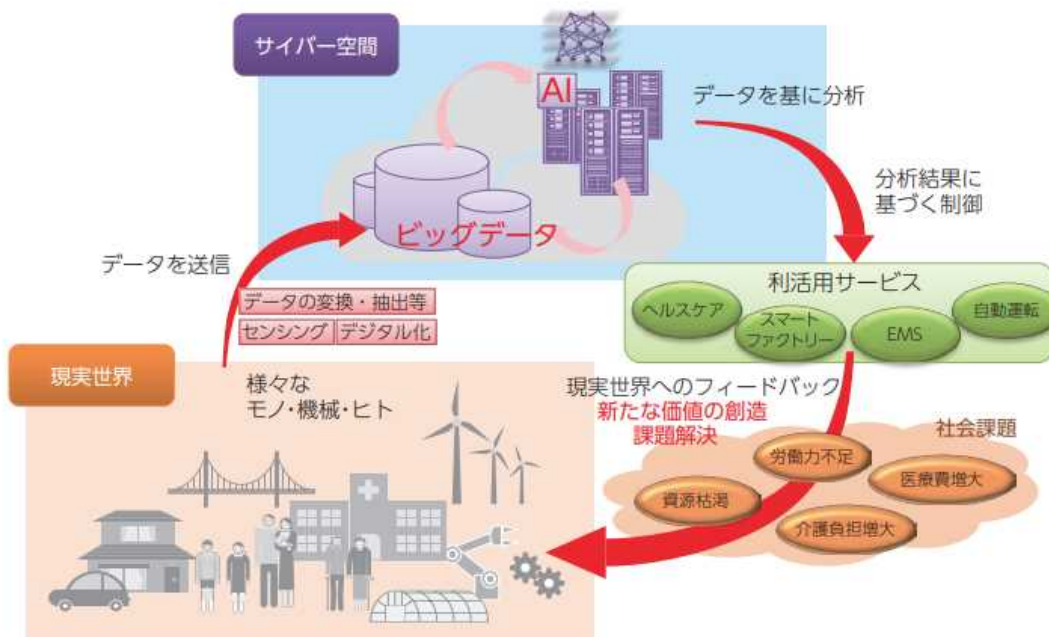 サイバー空間
AI
データを基に分析
分析結果に
基づく制御
ビッグデータ
データを送信
データの変換・抽出等
センシング
デジタル化
利活用サービス
ヘルスケア
スマート
ファクトリー
EMS
自動運転
現実世界
様々な
モノ・機械・ヒト
現実世界へのフィードバック
新たな価値の創造
課題解決
社会課題
労働力不足
医療費増大
資源枯渇
介護負担増大